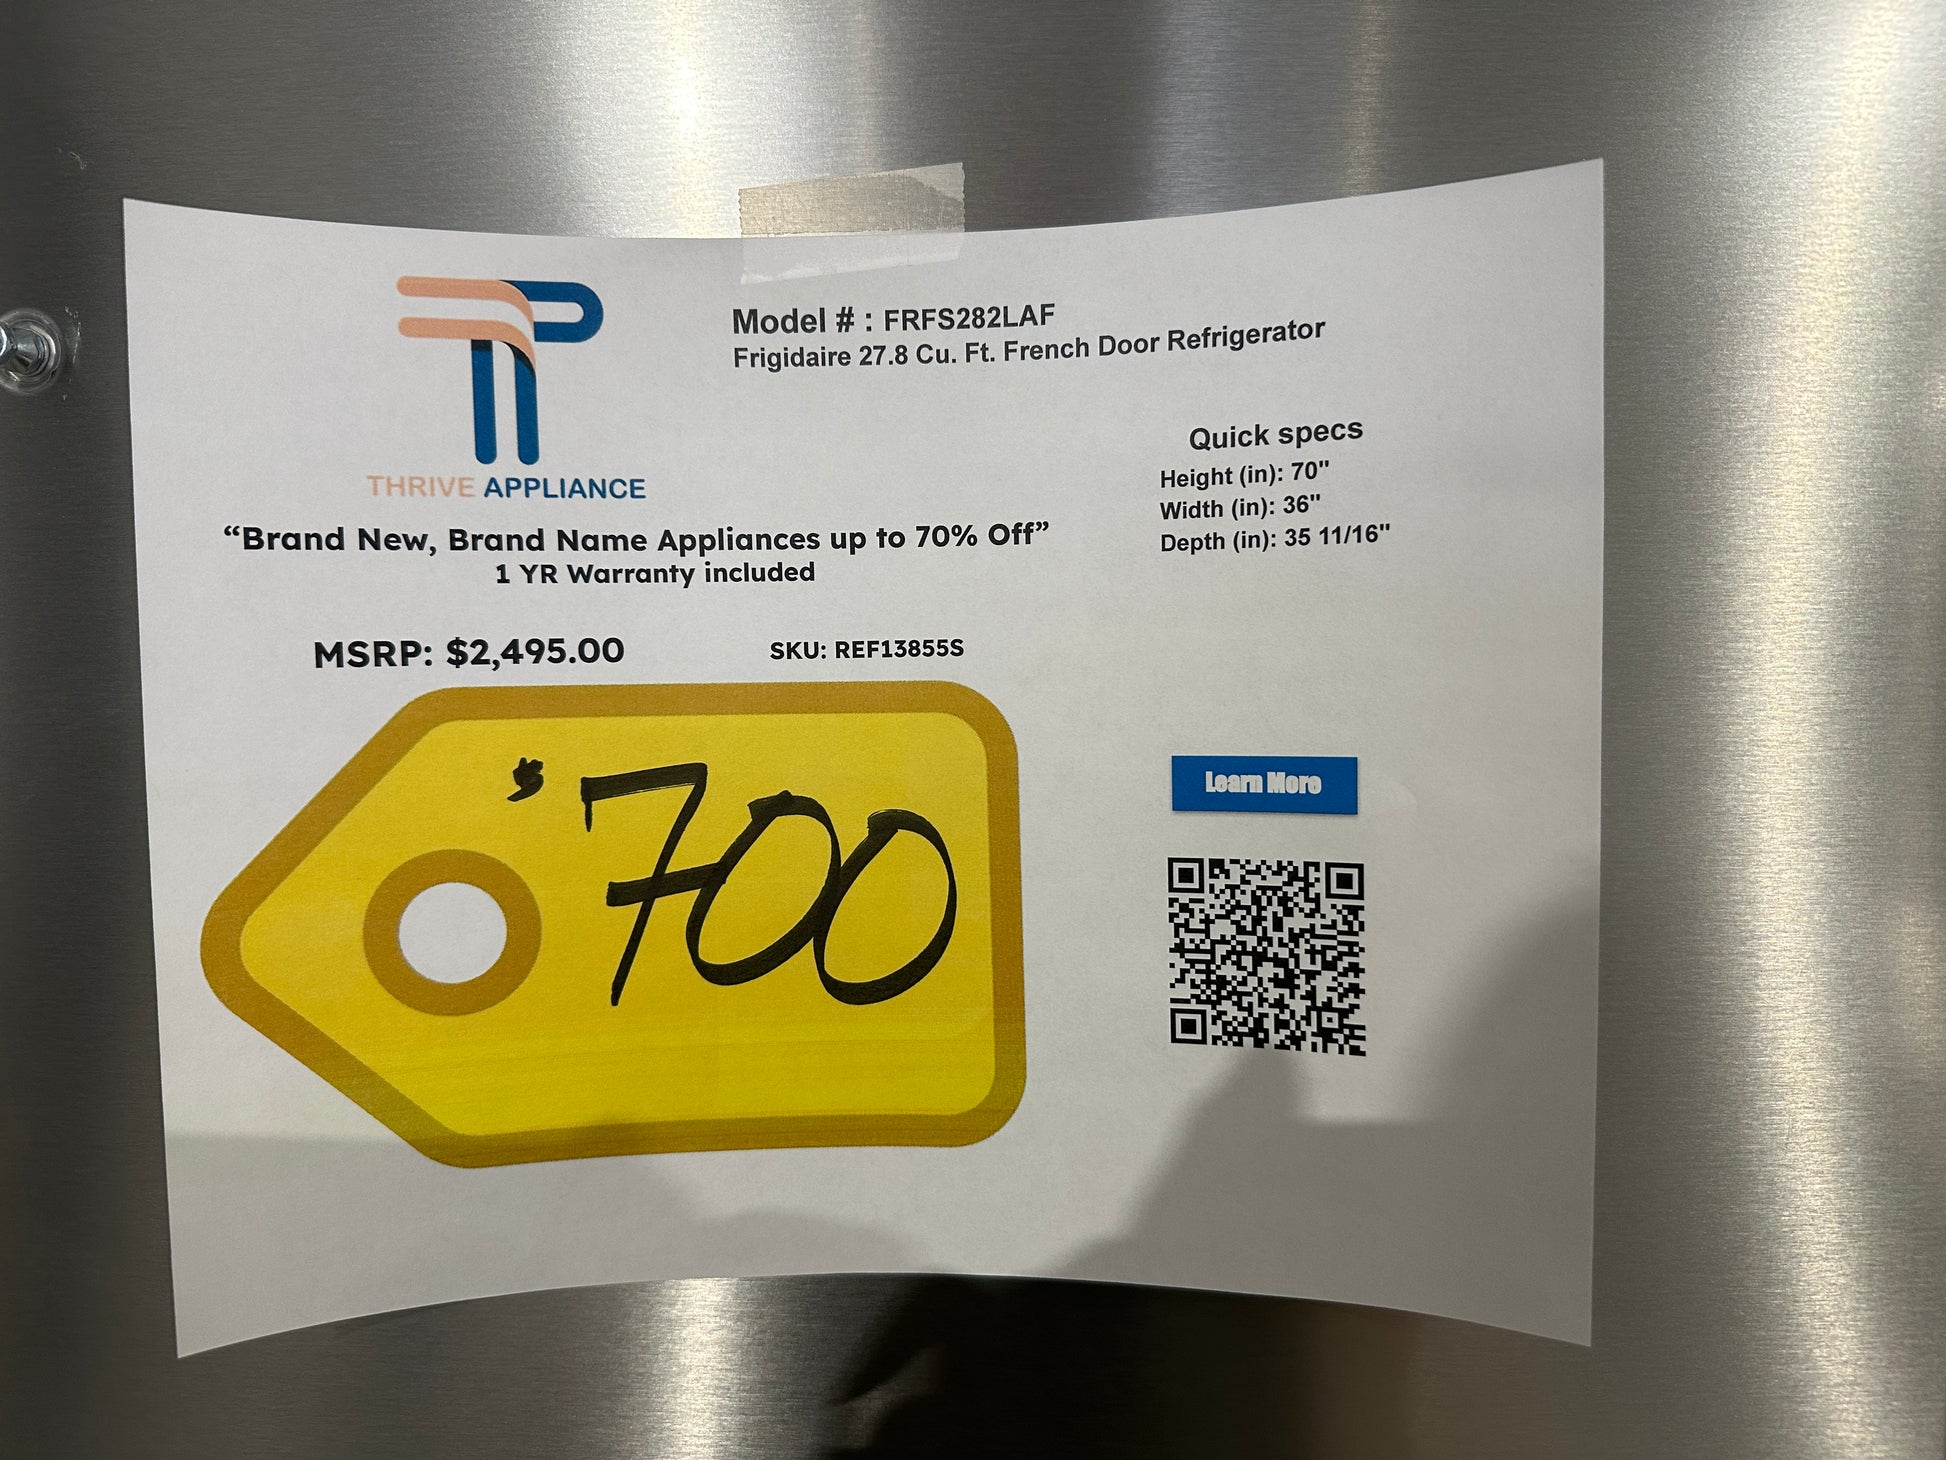 Model # : FRFS282LAF
Frigidaire 27.8 Cu. Ft. French Door Refrigerator
THRIVE APPLIANCE
“Brand New, Brand Name Appliances up to 70% Off”
1 YR Warranty included
Quick specs
Height (in): 70"
Width (in): 36"
Depth (in): 35 11/16"
MSRP: $2,495.00
SKU: REF13855S
$700
Learn More